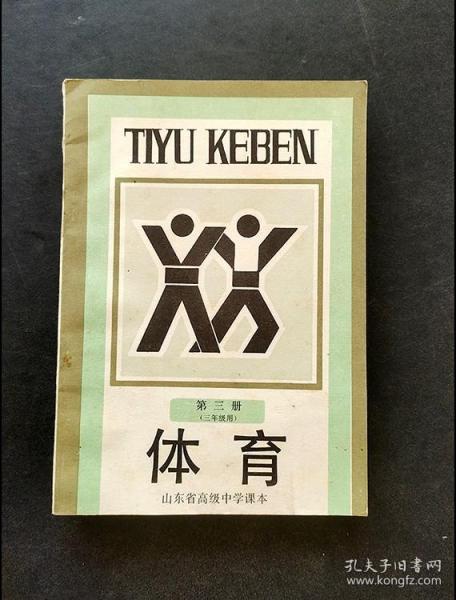 TIYU KEBEN
第三册
(三年级用)
体育
山东省高级中学课本
孔夫子旧书网
www.kongfz.com